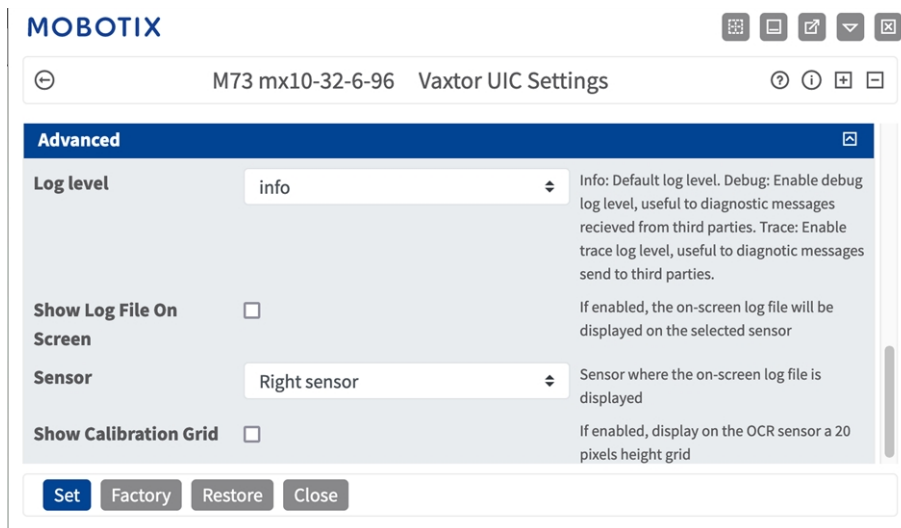 MOBOTIX
M73 mx10-32-6-96 Vaxtor UIC Settings
Advanced
Log level
info
Info: Default log level. Debug: Enable debug
log level, useful to diagnostic messages
recieved from third parties. Trace: Enable
trace log level, useful to diagnotic messages
send to third parties.
Show Log File On
Screen
If enabled, the on-screen log file will be
displayed on the selected sensor
Sensor
Right sensor
Sensor where the on-screen log file is
displayed
Show Calibration Grid
If enabled, display on the OCR sensor a 20
pixels height grid
Set Factory Restore Close